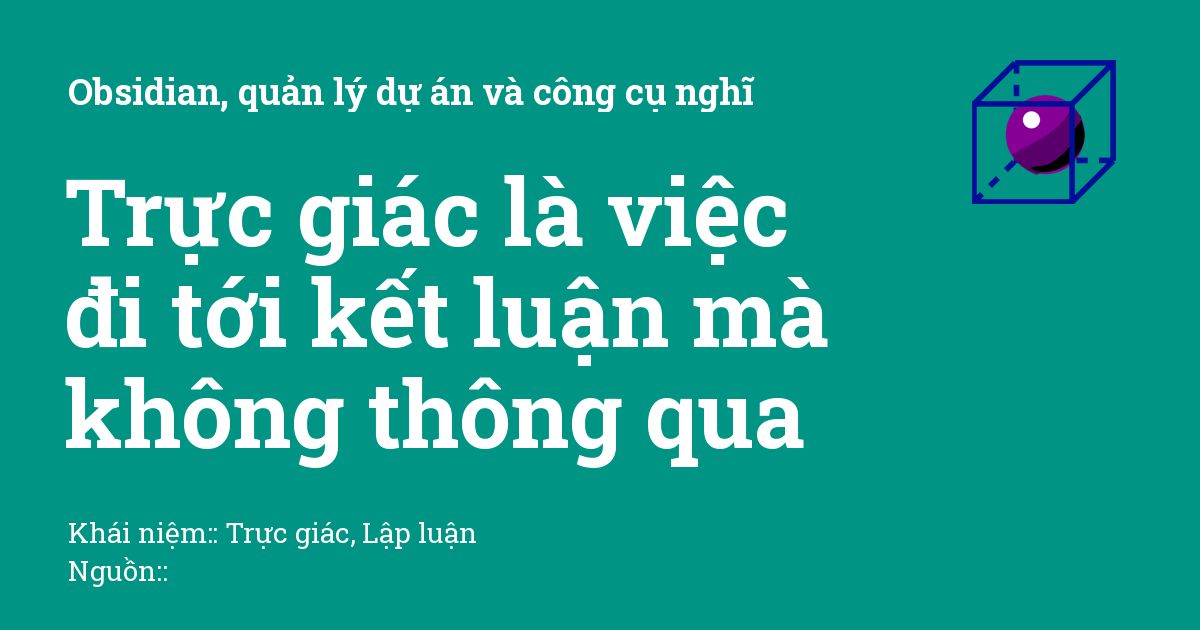 Obsidian, quản lý dự án và công cụ nghĩ
Trực giác là việc
đi tới kết luận mà
không thông qua
Khái niệm:: Trực giác, Lập luận
Nguồn::